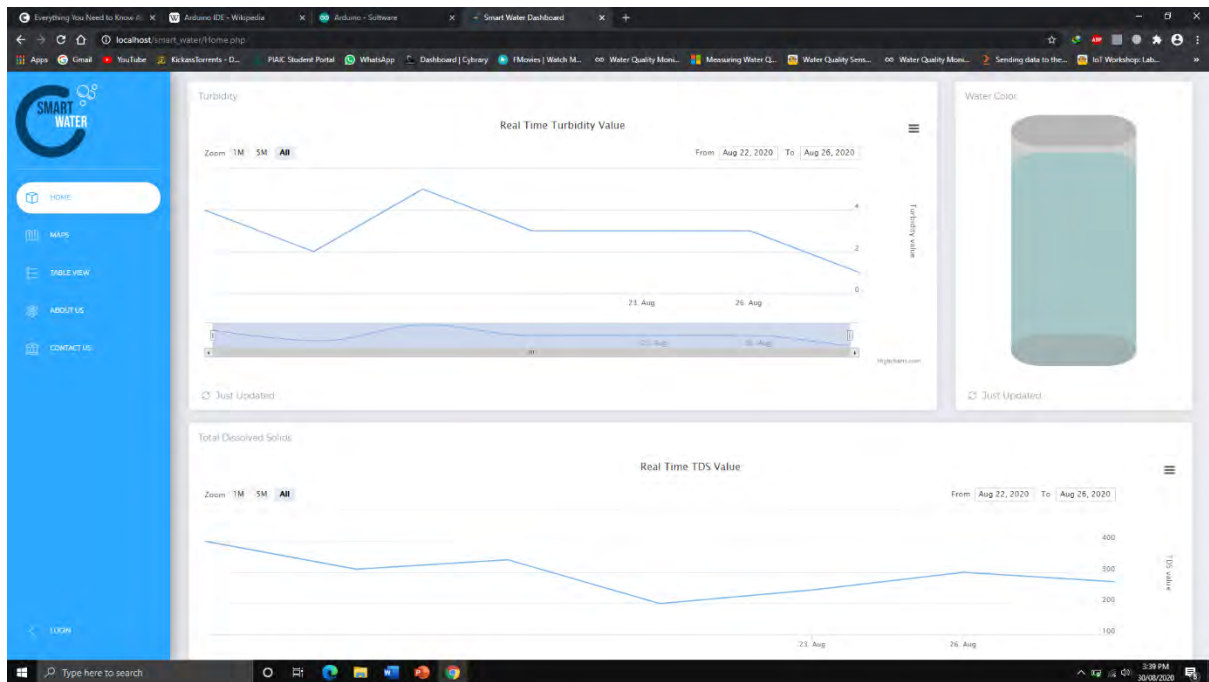 Everything You Need to Know A
Arduino IDE - Wikipedia
Arduino - Software
Smart Water Dashboard
localhost/smart_water/Home.php
Apps
Gmail
YouTube
KickassTorrents - D...
PIAIC Student Portal
WhatsApp
Dashboard | Cybrary
FMovies | Watch M...
Water Quality Moni...
Measuring Water Q...
Water Quality Sens...
Water Quality Moni...
Sending data to the...
IoT Workshop: Lab...
SMART
WATER
HOME
MAPS
TABLE VIEW
ABOUT US
CONTACT US
LOGIN
Turbidity
Real Time Turbidity Value
Zoom 1M 5M All
From Aug 22, 2020 To Aug 26, 2020
4
2
0
Turbidity value
23. Aug 26. Aug
23. Aug 26. Aug
Highcharts.com
Just Updated
Water Color
Just Updated
Total Dissolved Solids
Real Time TDS Value
Zoom 1M 5M All
From Aug 22, 2020 To Aug 26, 2020
400
300
200
100
TDS value
23. Aug 26. Aug
Type here to search
3:39 PM
30/08/2020